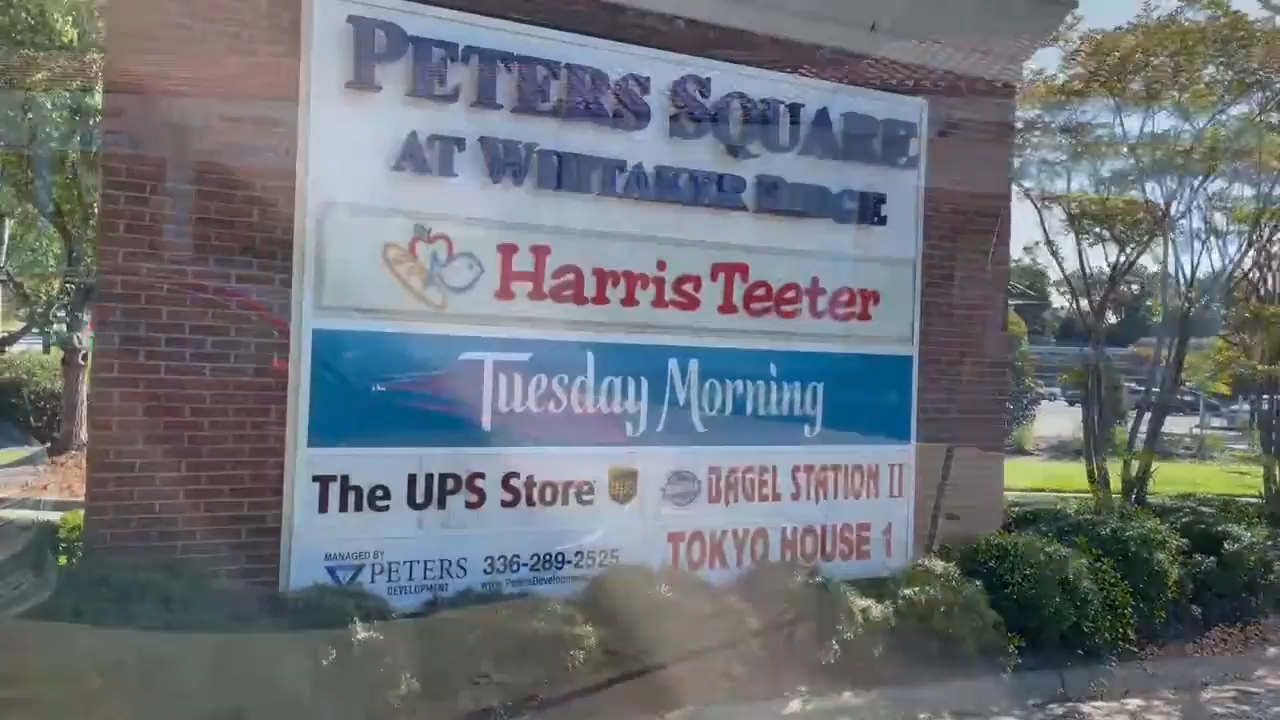 PETERS SQUARE
AT WHITAKER RIDGE
Harris Teeter
Tuesday Morning
The UPS Store ups
BAGEL STATION II
TOKYO HOUSE 1
MANAGED BY
PETERS
DEVELOPMENT
336-289-2525